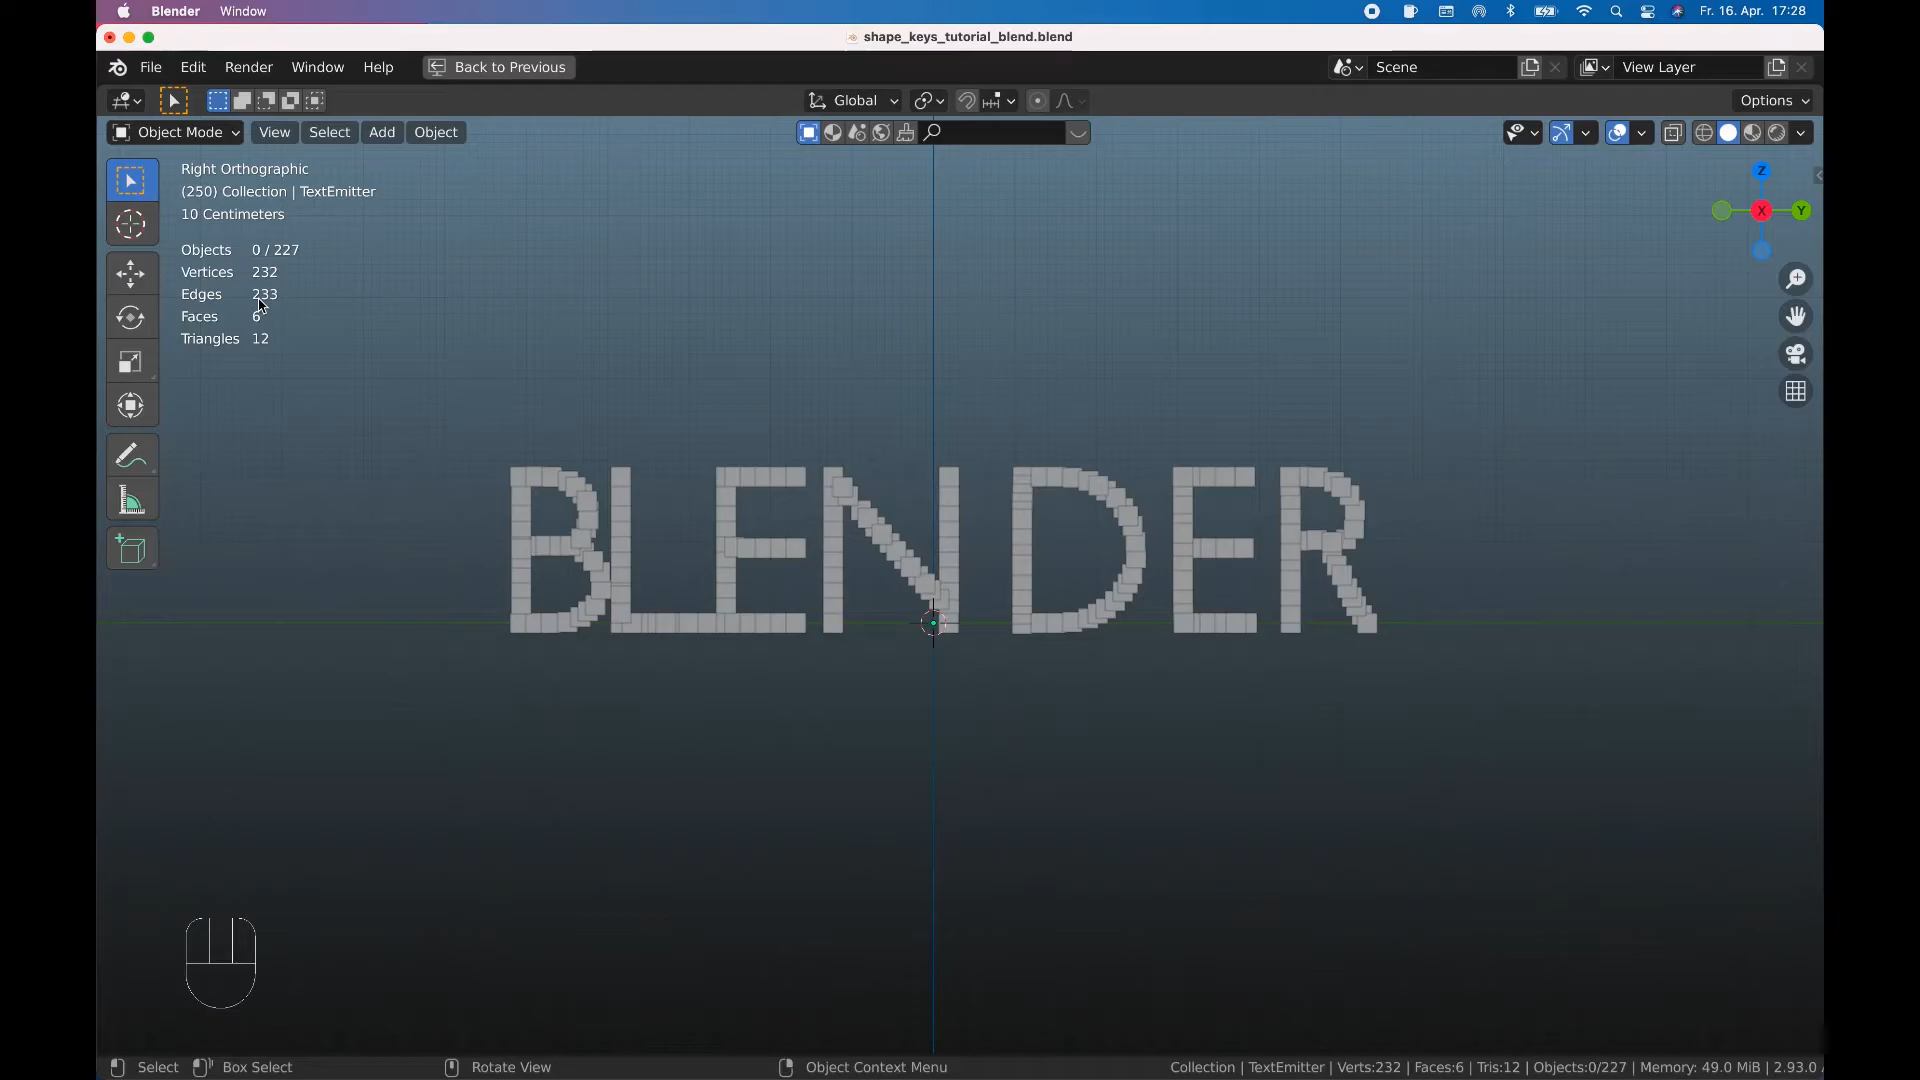 Blender Window Fr. 16. Apr. 17:28
shape_keys_tutorial_blend.blend
File Edit Render Window Help Back to Previous Scene View Layer
Global Options
Object Mode View Select Add Object
Right Orthographic
(250) Collection | TextEmitter
10 Centimeters
Objects 0 / 227
Vertices 232
Edges 233
Faces 6
Triangles 12
Z
X
Y
BLENDER
Select Box Select Rotate View Object Context Menu Collection | TextEmitter | Verts:232 | Faces:6 | Tris:12 | Objects:0/227 | Memory: 49.0 MiB | 2.93.0